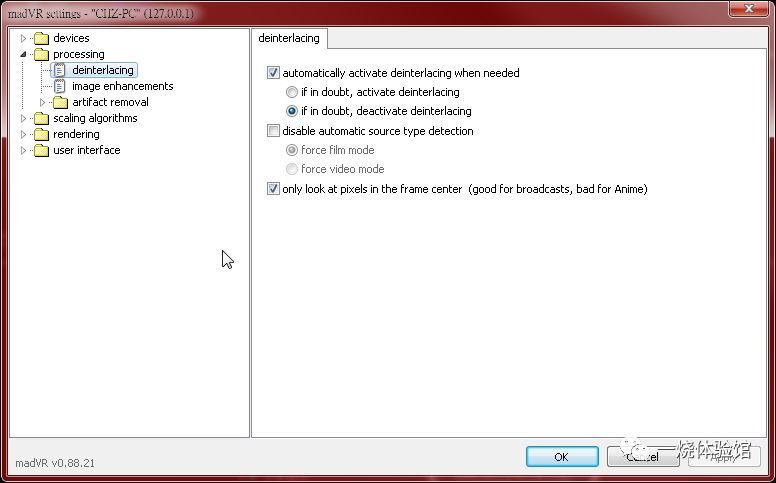 madVR settings - "CHZ-PC" (127.0.0.1)
devices
processing
deinterlacing
image enhancements
artifact removal
scaling algorithms
rendering
user interface
deinterlacing
automatically activate deinterlacing when needed
if in doubt, activate deinterlacing
if in doubt, deactivate deinterlacing
disable automatic source type detection
force film mode
force video mode
only look at pixels in the frame center (good for broadcasts, bad for Anime)
madVR v0.88.21
OK
Cancel
Apply
一烧体验馆